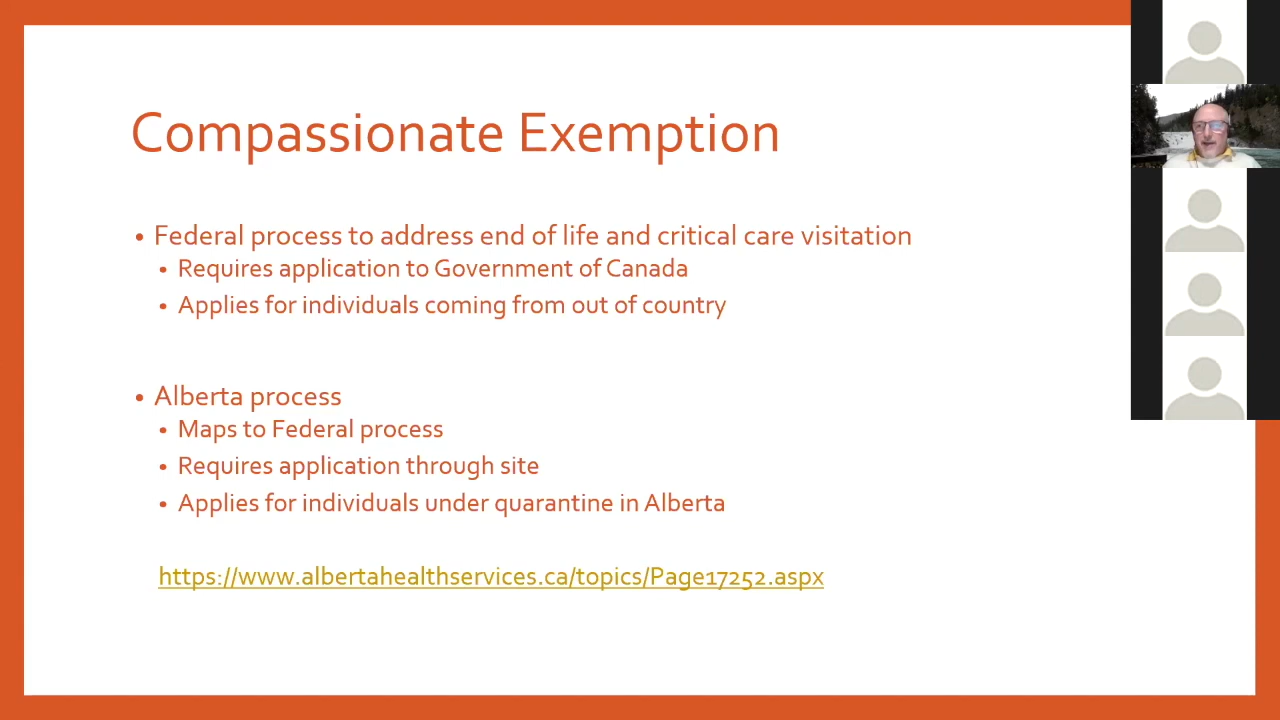 Compassionate Exemption
• Federal process to address end of life and critical care visitation
• Requires application to Government of Canada
• Applies for individuals coming from out of country
• Alberta process
• Maps to Federal process
• Requires application through site
• Applies for individuals under quarantine in Alberta
https://www.albertahealthservices.ca/topics/Page17252.aspx